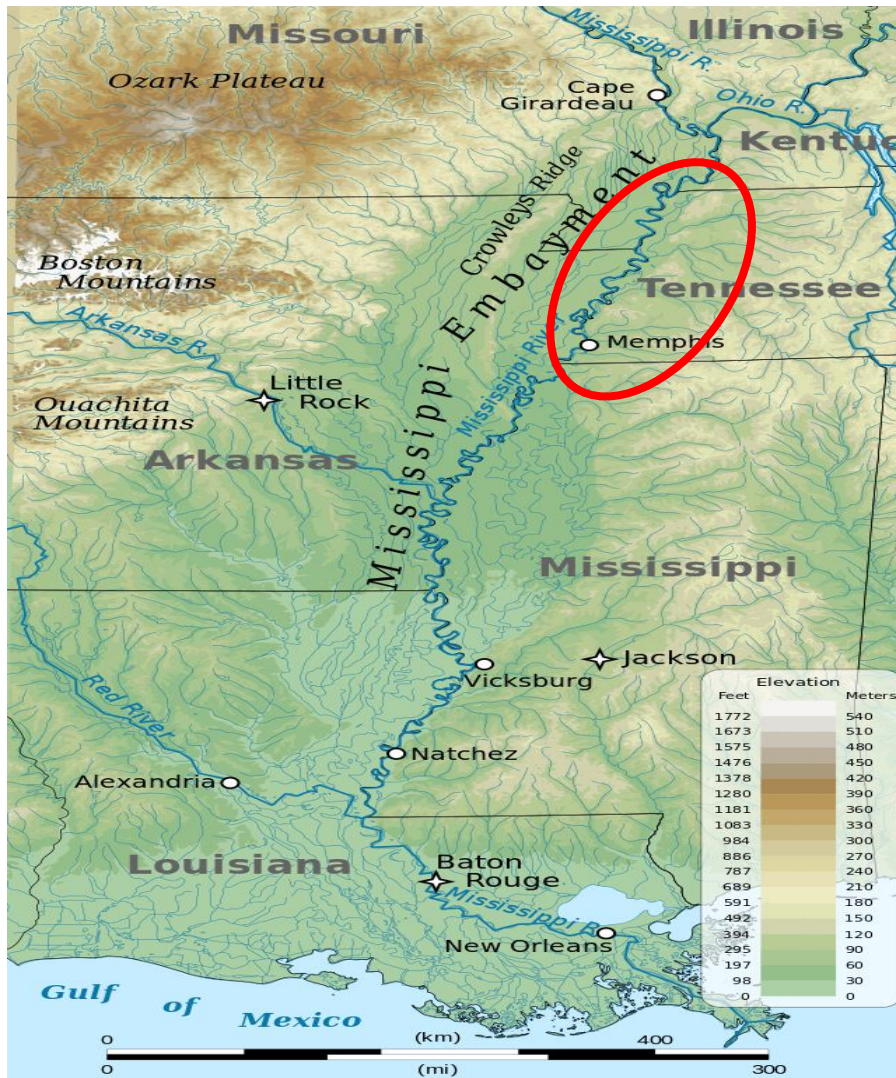 Missouri
Illinois
Mississippi R.
Ozark Plateau
Cape
Girardeau
Ohio R.
Kentuc
Crowleys Ridge
Mississippi Embayment
Boston
Mountains
Tennessee
Arkansas R.
Mississippi River
Memphis
Little
Rock
Ouachita
Mountains
Arkansas
Mississippi
Jackson
Vicksburg
Red River
Natchez
Alexandria
Louisiana
Baton
Rouge
Mississippi R.
New Orleans
Gulf of Mexico
Elevation
Feet Meters
1772 540
1673 510
1575 480
1476 450
1378 420
1280 390
1181 360
1083 330
984 300
886 270
787 240
689 210
591 180
492 150
394 120
295 90
197 60
98 30
0 0
0 (km) 400
0 (mi) 300